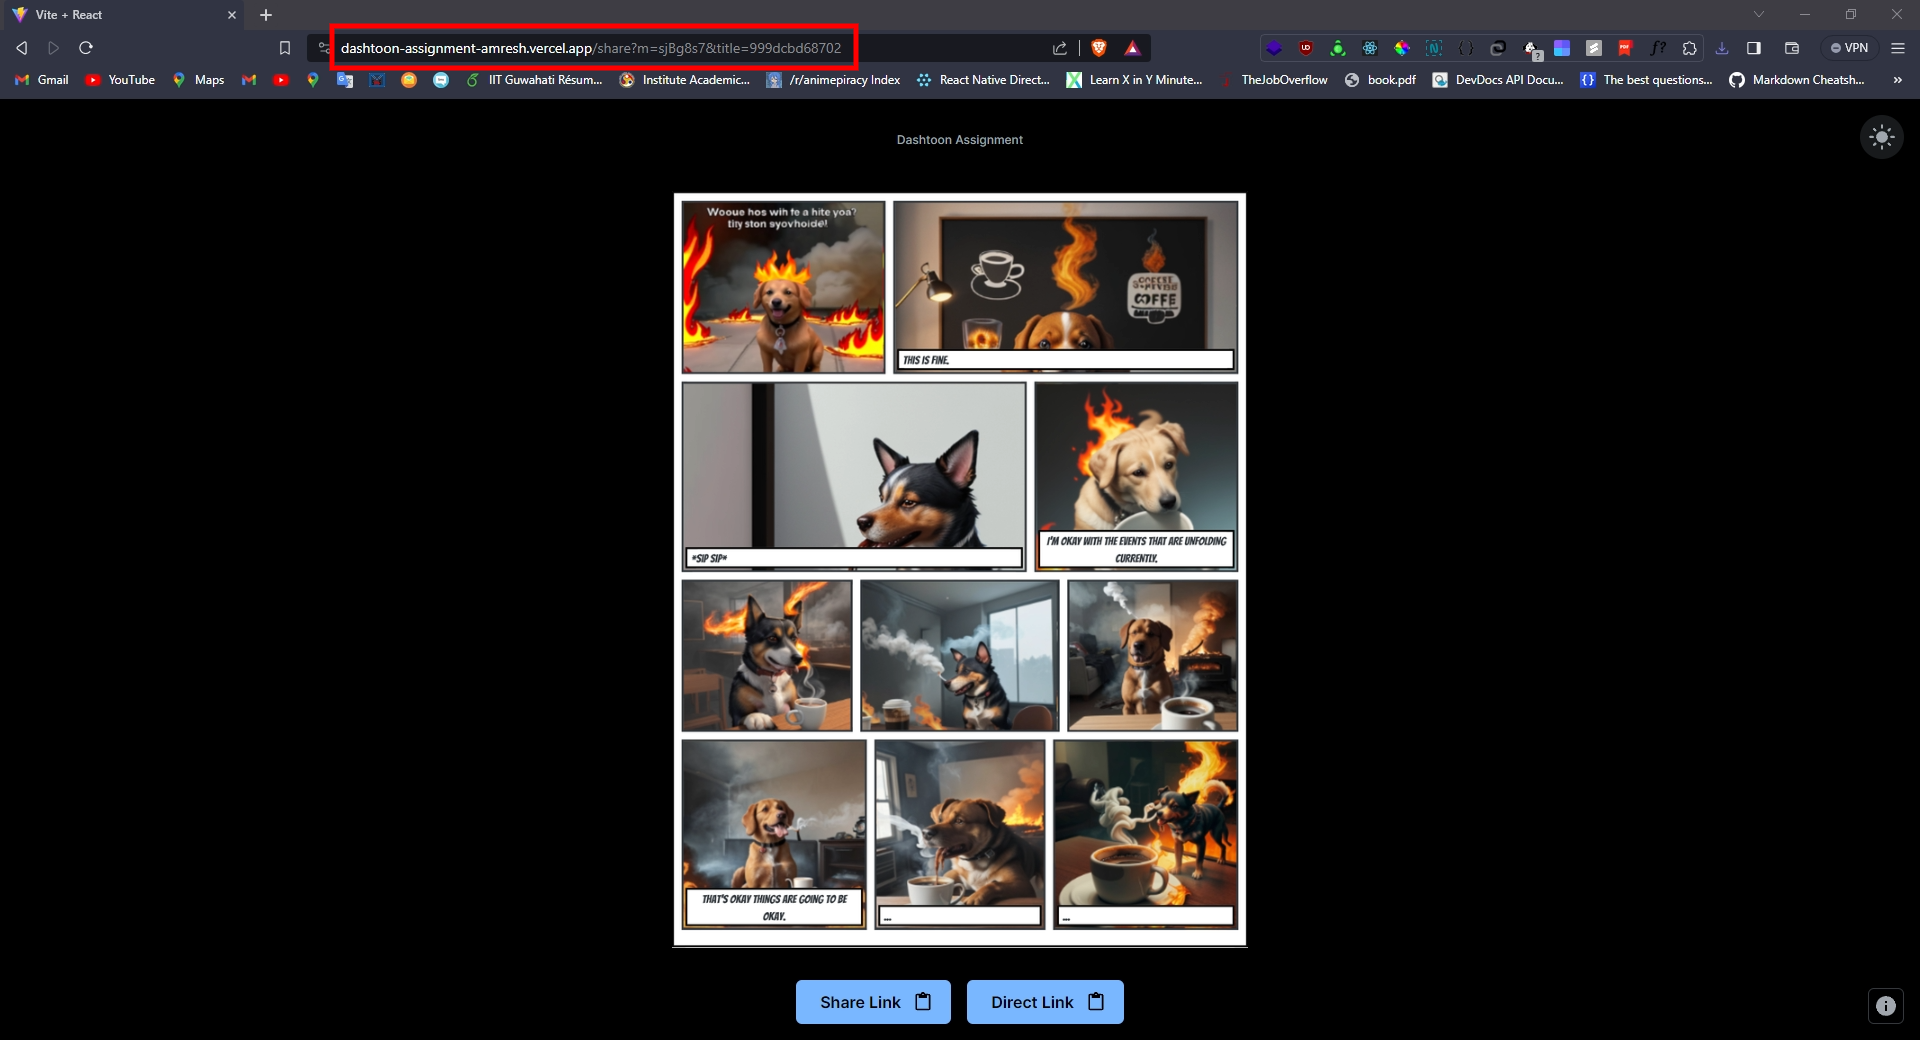 Vite + React
dashtoon-assignment-amresh.vercel.app/share?m=sjBg8s7&title=999dcbd68702
VPN
Gmail
YouTube
Maps
IIT Guwahati Résum...
Institute Academic...
/r/animepiracy Index
React Native Direct...
Learn X in Y Minute...
TheJobOverflow
book.pdf
DevDocs API Docu...
The best questions...
Markdown Cheatsh...
Dashtoon Assignment
Wooue hos wih fe a hite yoa?
tiiy ston syovhoide!
COFFE
THIS IS FINE.
*SIP SIP*
I'M OKAY WITH THE EVENTS THAT ARE UNFOLDING
CURRENTLY.
THAT'S OKAY THINGS ARE GOING TO BE
OKAY.
...
...
Share Link
Direct Link